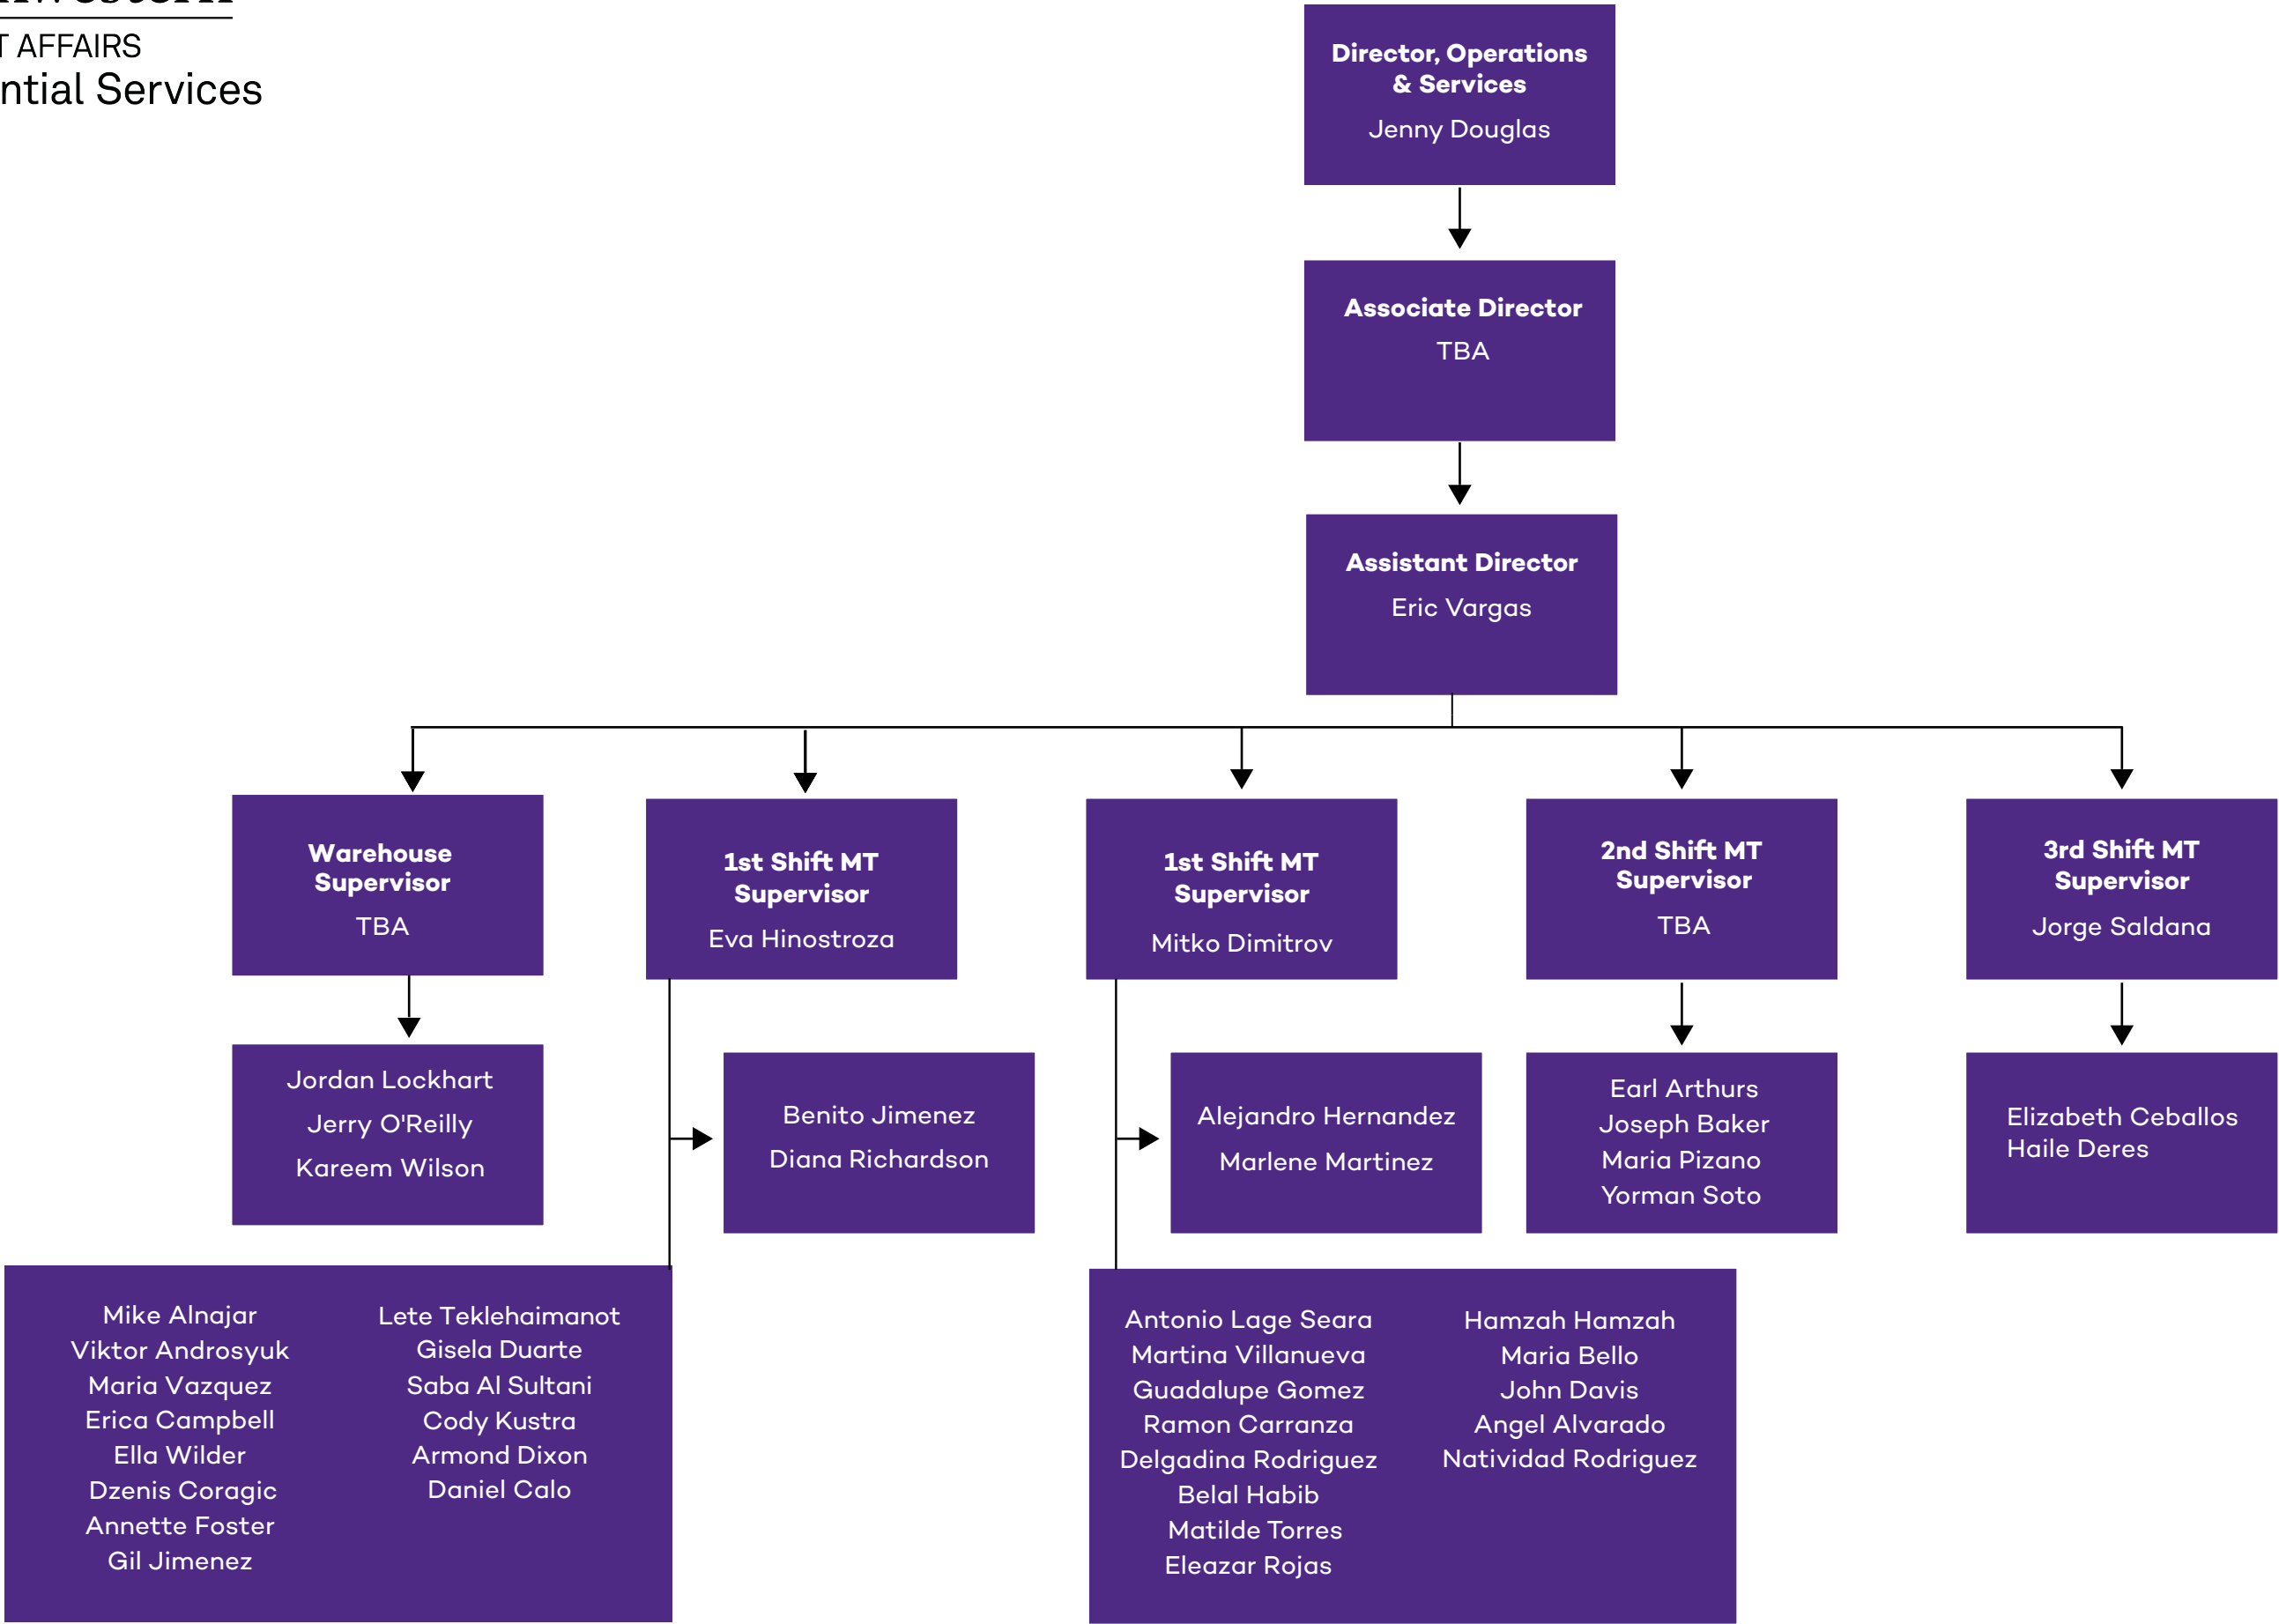 T AFFAIRS
ntial Services
Director, Operations
& Services
Jenny Douglas
Associate Director
TBA
Assistant Director
Eric Vargas
Warehouse
Supervisor
TBA
1st Shift MT
Supervisor
Eva Hinostroza
1st Shift MT
Supervisor
Mitko Dimitrov
2nd Shift MT
Supervisor
TBA
3rd Shift MT
Supervisor
Jorge Saldana
Jordan Lockhart
Jerry O'Reilly
Kareem Wilson
Benito Jimenez
Diana Richardson
Alejandro Hernandez
Marlene Martinez
Earl Arthurs
Joseph Baker
Maria Pizano
Yorman Soto
Elizabeth Ceballos
Haile Deres
Mike Alnajar
Viktor Androsyuk
Maria Vazquez
Erica Campbell
Ella Wilder
Dzenis Coragic
Annette Foster
Gil Jimenez
Lete Teklehaimanot
Gisela Duarte
Saba Al Sultani
Cody Kustra
Armond Dixon
Daniel Calo
Antonio Lage Seara
Martina Villanueva
Guadalupe Gomez
Ramon Carranza
Delgadina Rodriguez
Belal Habib
Matilde Torres
Eleazar Rojas
Hamzah Hamzah
Maria Bello
John Davis
Angel Alvarado
Natividad Rodriguez